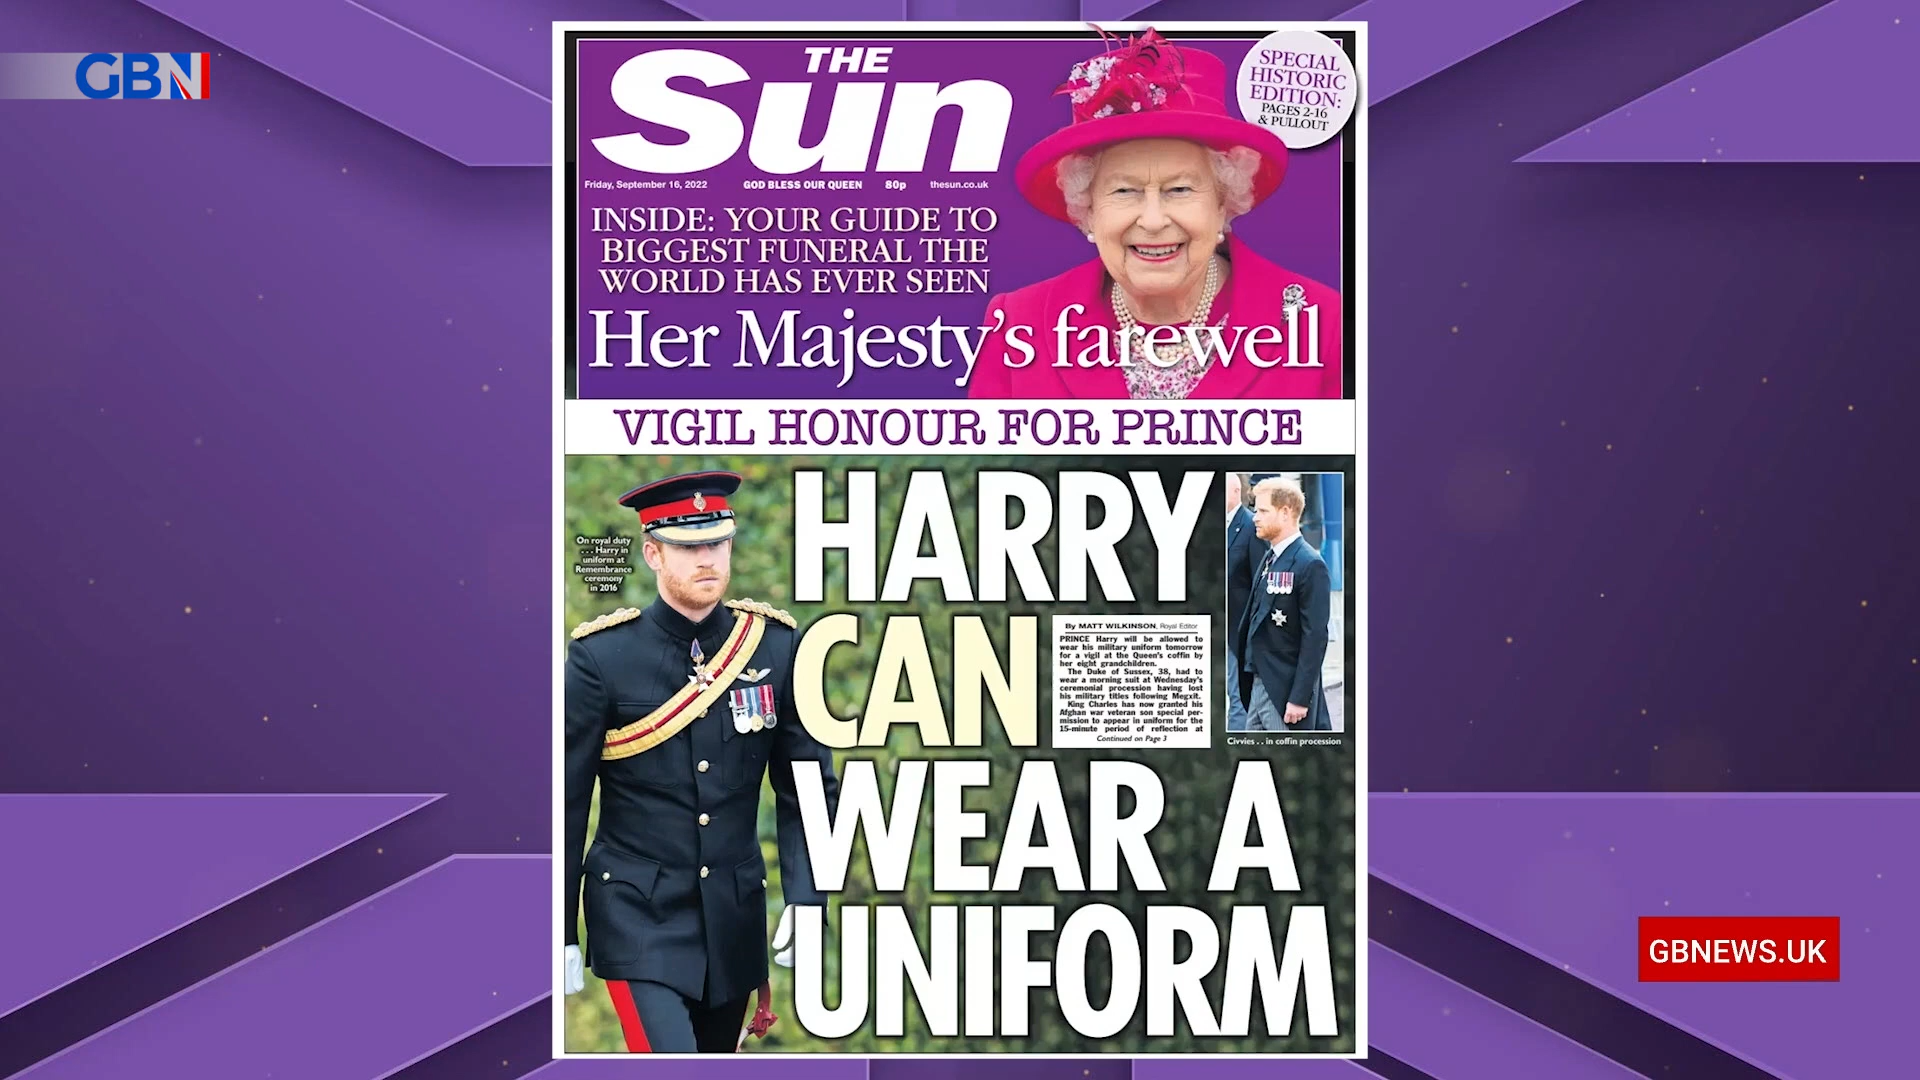 GBN
THE
Sun
SPECIAL
HISTORIC
EDITION:
PAGES 2-16
& PULLOUT
Friday, September 16, 2022
GOD BLESS OUR QUEEN
80p
thesun.co.uk
INSIDE: YOUR GUIDE TO
BIGGEST FUNERAL THE
WORLD HAS EVER SEEN
Her Majesty's farewell
VIGIL HONOUR FOR PRINCE
On royal duty
. . . Harry in
uniform at
Remembrance
ceremony
in 2016
HARRY
CAN
WEAR A
UNIFORM
By MATT WILKINSON, Royal Editor
PRINCE Harry will be allowed to
wear his military uniform tomorrow
for a vigil at the Queen's coffin by
her eight grandchildren.
The Duke of Sussex, 38, had to
wear a morning suit at Wednesday's
ceremonial procession having lost
his military titles following Megxit.
King Charles has now granted his
Afghan war veteran son special per-
mission to appear in uniform for the
15-minute period of reflection at
Continued on Page 3
Civvies . . in coffin procession
GBNEWS.UK